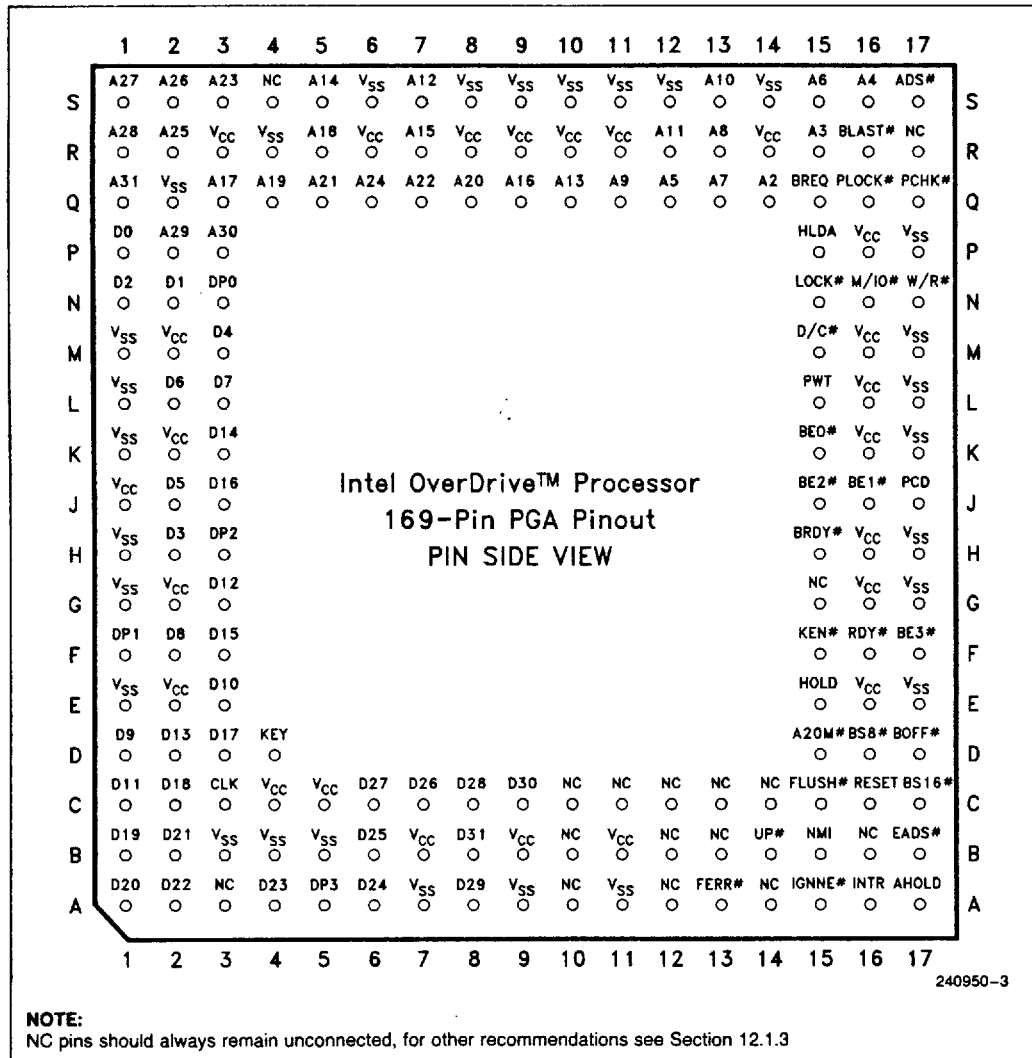 1 2 3 4 5 6 7 8 9 10 11 12 13 14 15 16 17
A27 A26 A23 NC A14 VSS A12 VSS VSS VSS VSS VSS A10 VSS A6 A4 ADS#
S S
A28 A25 VCC VSS A18 VCC A15 VCC VCC VCC VCC A11 A8 VCC A3 BLAST# NC
R R
A31 VSS A17 A19 A21 A24 A22 A20 A16 A13 A9 A5 A7 A2 BREQ PLOCK# PCHK#
Q Q
D0 A29 A30 HLDA VCC VSS
P P
D2 D1 DP0 LOCK# M/IO# W/R#
N N
VSS VCC D4 D/C# VCC VSS
M M
VSS D6 D7 PWT VCC VSS
L L
VSS VCC D14 BE0# VCC VSS
K K
VCC D5 D16 BE2# BE1# PCD
J J
Intel OverDrive™ Processor
169-Pin PGA Pinout
PIN SIDE VIEW
VSS D3 DP2 BRDY# VCC VSS
H H
VSS VCC D12 NC VCC VSS
G G
DP1 D8 D15 KEN# RDY# BE3#
F F
VSS VCC D10 HOLD VCC VSS
E E
D9 D13 D17 KEY A20M# BS8# BOFF#
D D
D11 D18 CLK VCC VCC D27 D26 D28 D30 NC NC NC NC NC FLUSH# RESET BS16#
C C
D19 D21 VSS VSS VSS D25 VCC D31 VCC NC VCC NC NC UP# NMI NC EADS#
B B
D20 D22 NC D23 DP3 D24 VSS D29 VSS NC VSS NC FERR# NC IGNNE# INTR AHOLD
A A
1 2 3 4 5 6 7 8 9 10 11 12 13 14 15 16 17
240950-3
NOTE:
NC pins should always remain unconnected, for other recommendations see Section 12.1.3